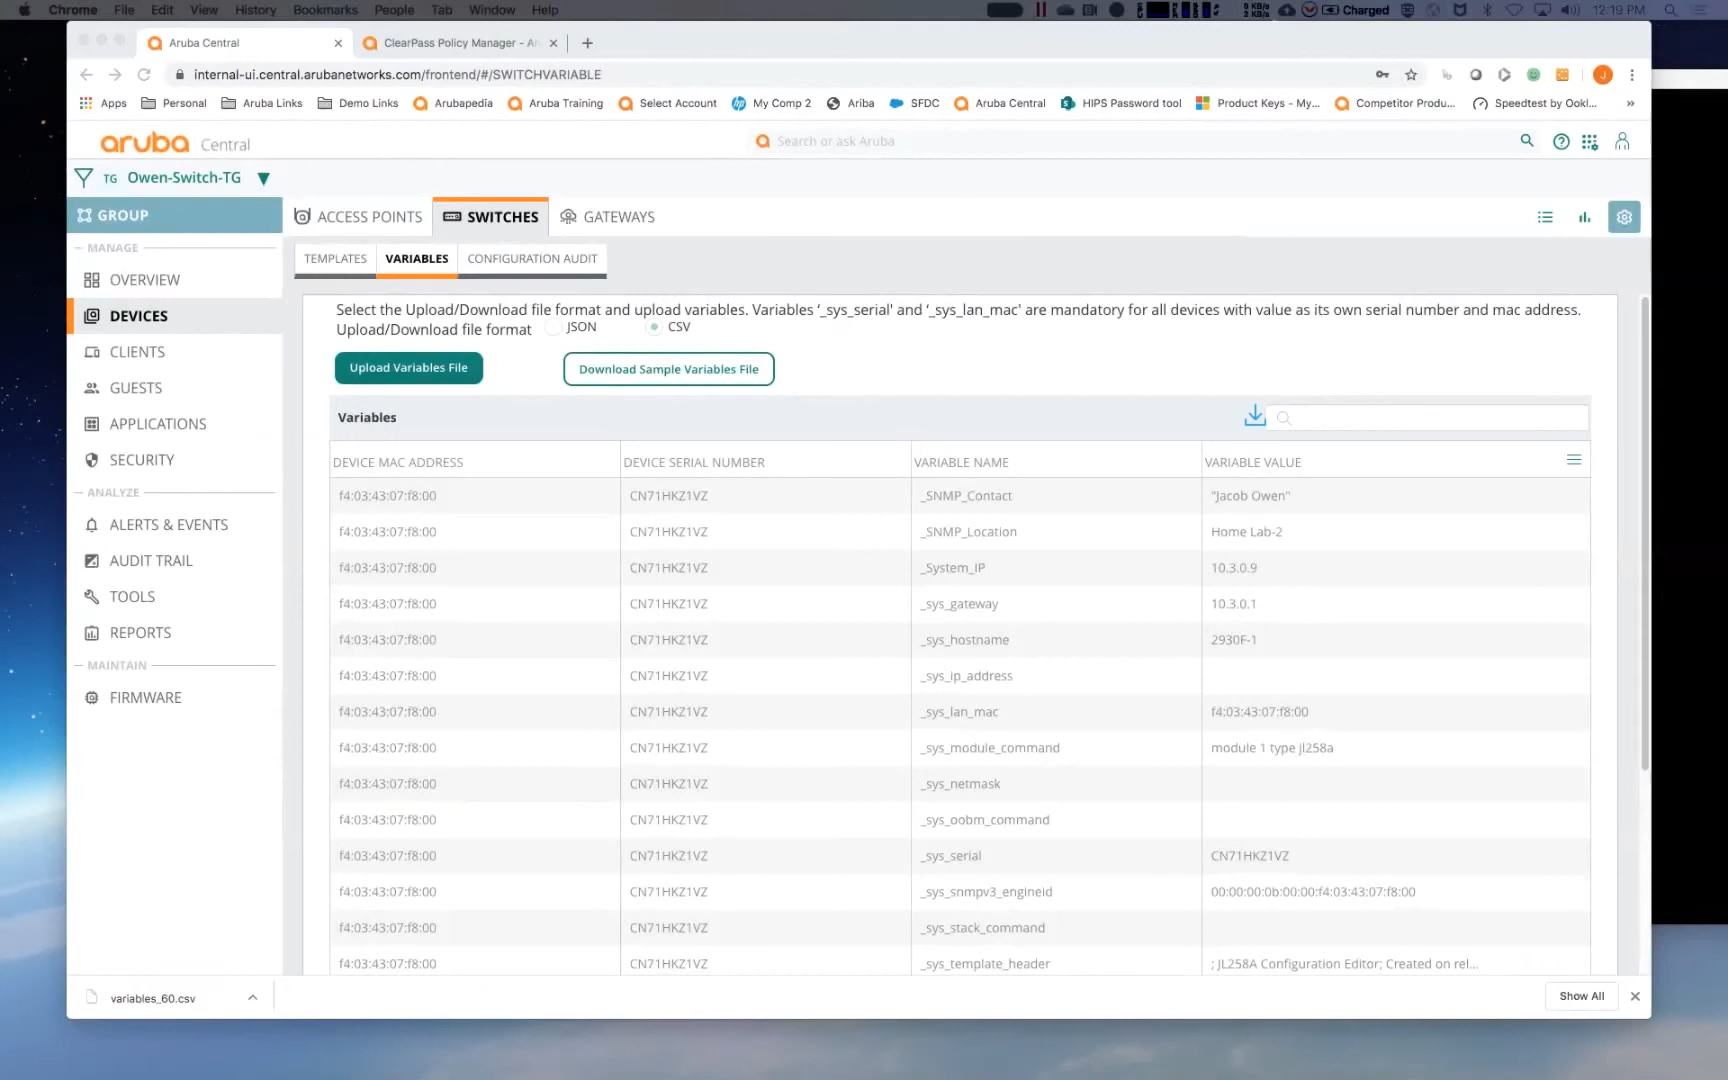 Chrome File Edit View History Bookmarks People Tab Window Help Charged 12:19 PM
Aruba Central ClearPass Policy Manager - Ar
internal-ui.central.arubanetworks.com/frontend/#/SWITCHVARIABLE J
Apps Personal Aruba Links Demo Links Arubapedia Aruba Training Select Account My Comp 2 Ariba SFDC Aruba Central HIPS Password tool Product Keys - My... Competitor Produ... Speedtest by Ookl... »
aruba Central Search or ask Aruba
TG Owen-Switch-TG
GROUP ACCESS POINTS SWITCHES GATEWAYS
MANAGE
TEMPLATES VARIABLES CONFIGURATION AUDIT
OVERVIEW
DEVICES
CLIENTS
GUESTS
APPLICATIONS
SECURITY
ANALYZE
ALERTS & EVENTS
AUDIT TRAIL
TOOLS
REPORTS
MAINTAIN
FIRMWARE
Select the Upload/Download file format and upload variables. Variables ‘_sys_serial' and ‘_sys_lan_mac' are mandatory for all devices with value as its own serial number and mac address.
Upload/Download file format JSON CSV
Upload Variables File Download Sample Variables File
Variables
DEVICE MAC ADDRESS DEVICE SERIAL NUMBER VARIABLE NAME VARIABLE VALUE
f4:03:43:07:f8:00 CN71HKZ1VZ _SNMP_Contact "Jacob Owen"
f4:03:43:07:f8:00 CN71HKZ1VZ _SNMP_Location Home Lab-2
f4:03:43:07:f8:00 CN71HKZ1VZ _System_IP 10.3.0.9
f4:03:43:07:f8:00 CN71HKZ1VZ _sys_gateway 10.3.0.1
f4:03:43:07:f8:00 CN71HKZ1VZ _sys_hostname 2930F-1
f4:03:43:07:f8:00 CN71HKZ1VZ _sys_ip_address
f4:03:43:07:f8:00 CN71HKZ1VZ _sys_lan_mac f4:03:43:07:f8:00
f4:03:43:07:f8:00 CN71HKZ1VZ _sys_module_command module 1 type jl258a
f4:03:43:07:f8:00 CN71HKZ1VZ _sys_netmask
f4:03:43:07:f8:00 CN71HKZ1VZ _sys_oobm_command
f4:03:43:07:f8:00 CN71HKZ1VZ _sys_serial CN71HKZ1VZ
f4:03:43:07:f8:00 CN71HKZ1VZ _sys_snmpv3_engineid 00:00:00:0b:00:00:f4:03:43:07:f8:00
f4:03:43:07:f8:00 CN71HKZ1VZ _sys_stack_command
f4:03:43:07:f8:00 CN71HKZ1VZ _sys_template_header ; JL258A Configuration Editor; Created on rel...
variables_60.csv Show All